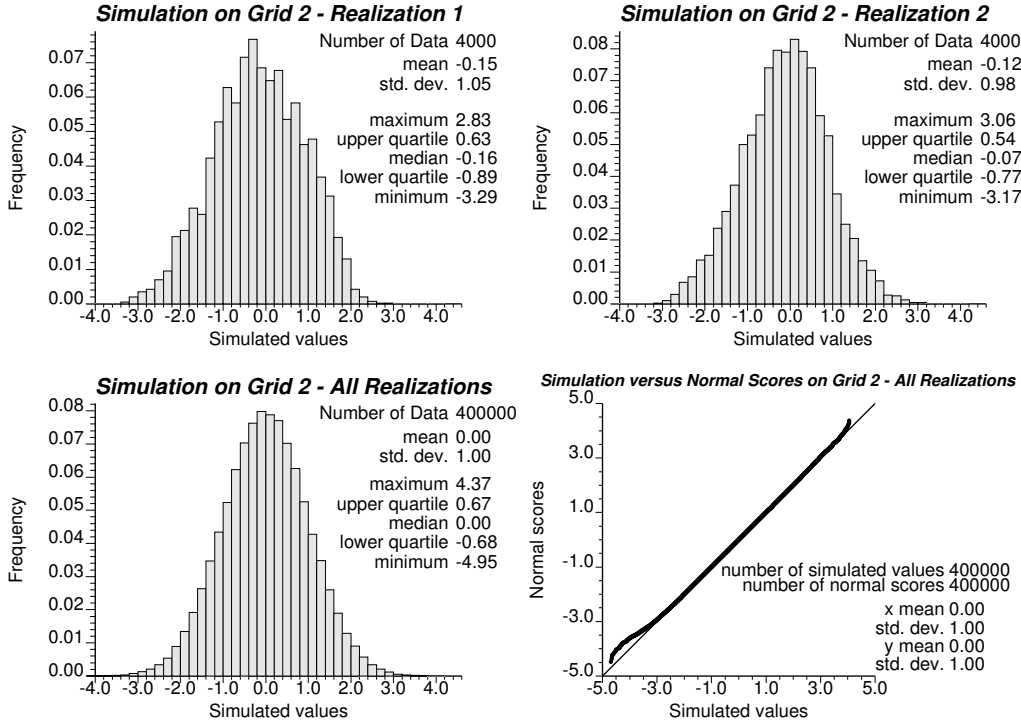 Simulation on Grid 2 - Realization 1
Number of Data 4000
mean -0.15
std. dev. 1.05
maximum 2.83
upper quartile 0.63
median -0.16
lower quartile -0.89
minimum -3.29
Frequency
0.07
0.06
0.05
0.04
0.03
0.02
0.01
0.00
-4.0 -3.0 -2.0 -1.0 0.0 1.0 2.0 3.0 4.0
Simulated values
Simulation on Grid 2 - Realization 2
Number of Data 4000
mean -0.12
std. dev. 0.98
maximum 3.06
upper quartile 0.54
median -0.07
lower quartile -0.77
minimum -3.17
Frequency
0.08
0.07
0.06
0.05
0.04
0.03
0.02
0.01
0.00
-4.0 -3.0 -2.0 -1.0 0.0 1.0 2.0 3.0 4.0
Simulated values
Simulation on Grid 2 - All Realizations
Number of Data 400000
mean 0.00
std. dev. 1.00
maximum 4.37
upper quartile 0.67
median 0.00
lower quartile -0.68
minimum -4.95
Frequency
0.08
0.07
0.06
0.05
0.04
0.03
0.02
0.01
0.00
-4.0 -3.0 -2.0 -1.0 0.0 1.0 2.0 3.0 4.0
Simulated values
Simulation versus Normal Scores on Grid 2 - All Realizations
Normal scores
5.0
3.0
1.0
-1.0
-3.0
-5.0
number of simulated values 400000
number of normal scores 400000
x mean 0.00
std. dev. 1.00
y mean 0.00
std. dev. 1.00
-5.0 -3.0 -1.0 1.0 3.0 5.0
Simulated values